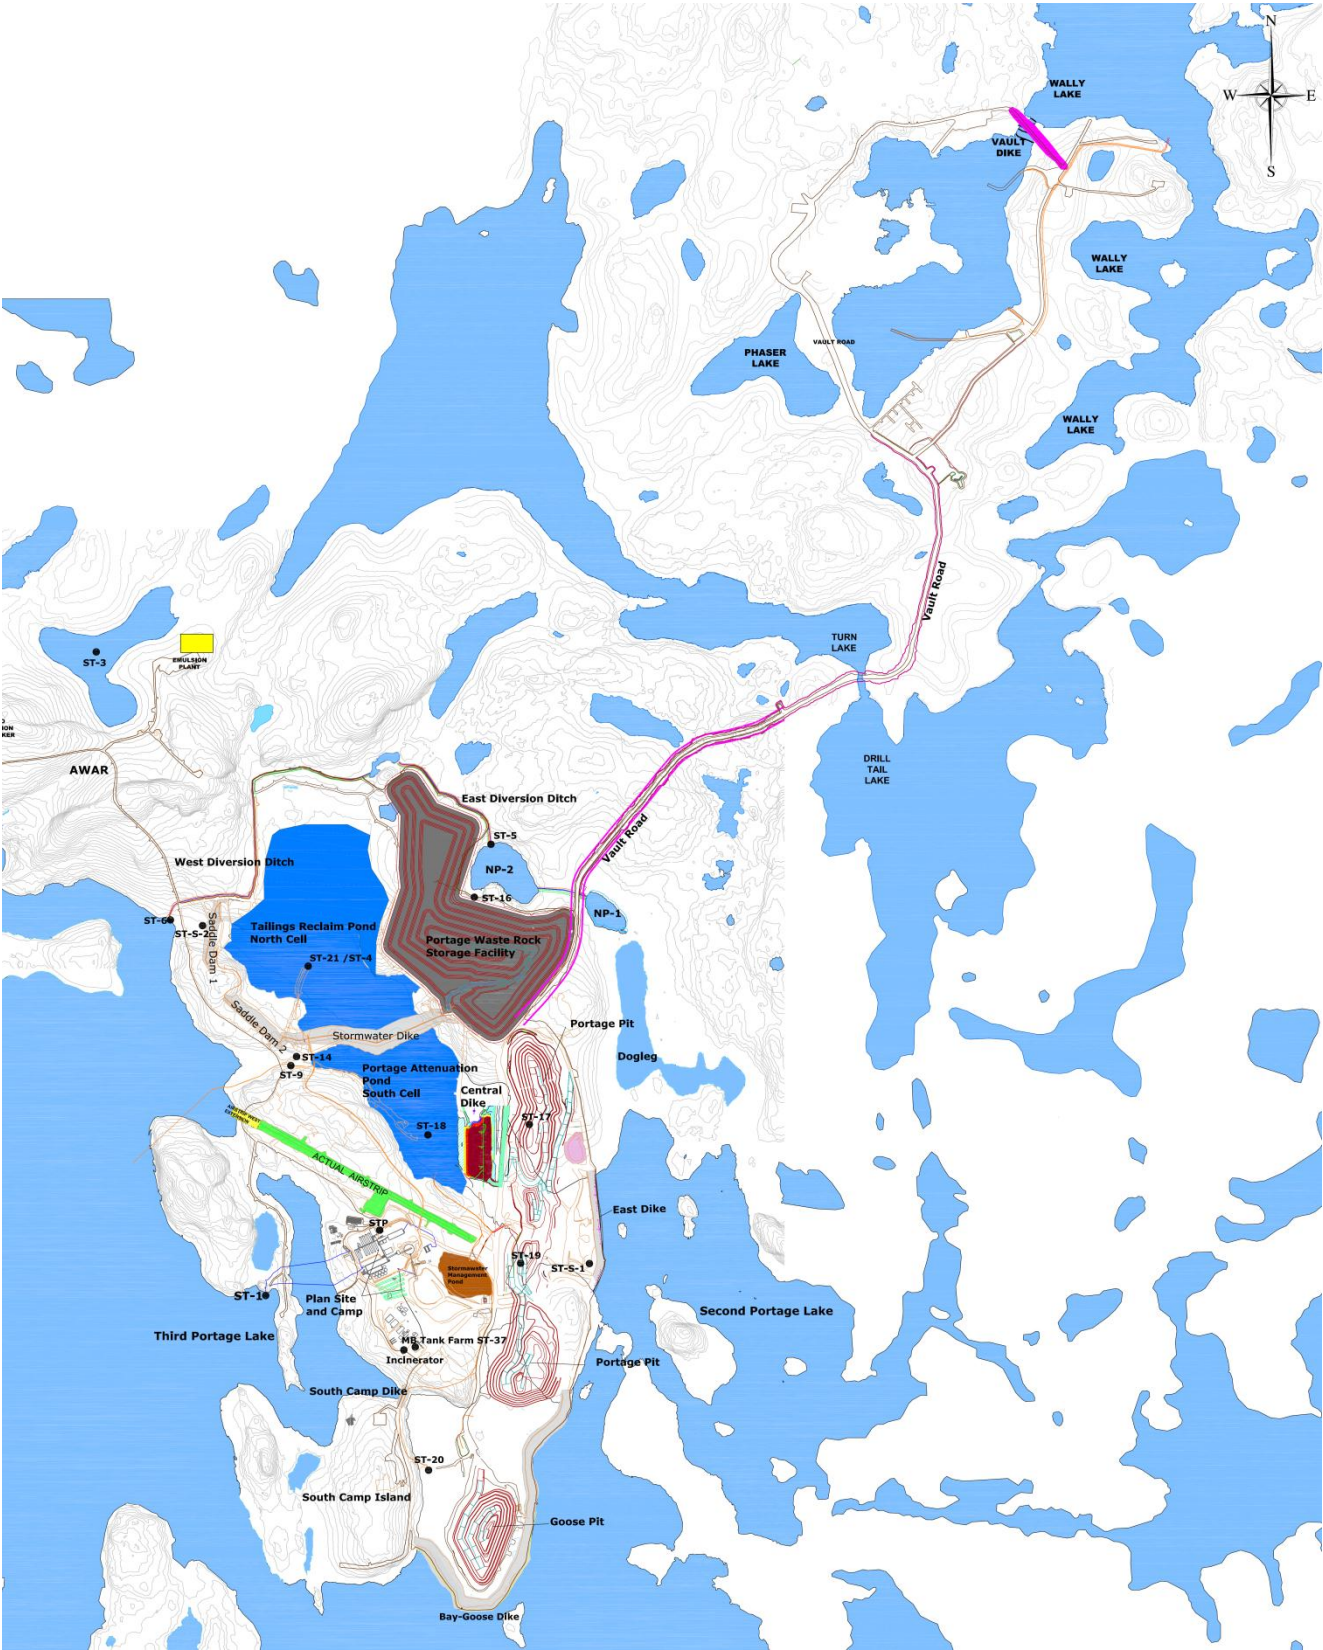 N
W
E
S
WALLY
LAKE
VAULT
DIKE
WALLY
LAKE
VAULT ROAD
PHASER
LAKE
WALLY
LAKE
Vault Road
TURN
LAKE
ST-3
EMULSION
PLANT
KER
AWAR
DRILL
TAIL
LAKE
East Diversion Ditch
Vault Road
ST-5
NP-2
West Diversion Ditch
ST-16
NP-1
ST-6
ST-S-2
Saddle Dam 1
Tailings Reclaim Pond
North Cell
Portage Waste Rock
Storage Facility
ST-21 /ST-4
Saddle Dam 2
Stormwater Dike
Portage Pit
ST-14
ST-9
Portage Attenuation
Pond
South Cell
Dogleg
Central
Dike
AIRSTRIP WEST
EXTENSION
ST-17
ST-18
ACTUAL AIRSTRIP
East Dike
STP
ST-19
ST-S-1
Stormwater
Management
Pond
ST-1
Plan Site
and Camp
Second Portage Lake
Third Portage Lake
MB Tank Farm ST-37
Incinerator
Portage Pit
South Camp Dike
ST-20
South Camp Island
Goose Pit
Bay-Goose Dike